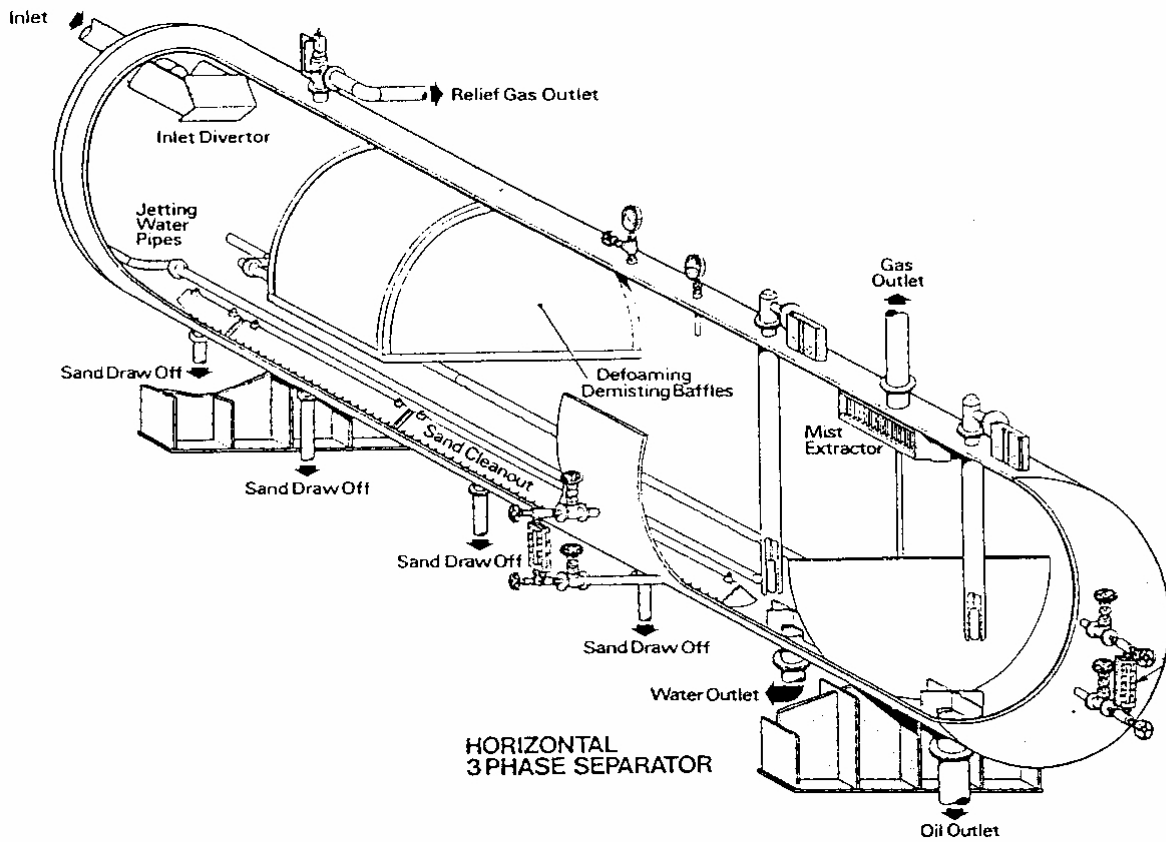 Inlet
Relief Gas Outlet
Inlet Divertor
Jetting
Water
Pipes
Gas
Outlet
Sand Draw Off
Defoaming
Demisting Baffles
Mist
Extractor
Sand Cleanout
Sand Draw Off
Sand Draw Off
Sand Draw Off
Water Outlet
HORIZONTAL
3 PHASE SEPARATOR
Oil Outlet